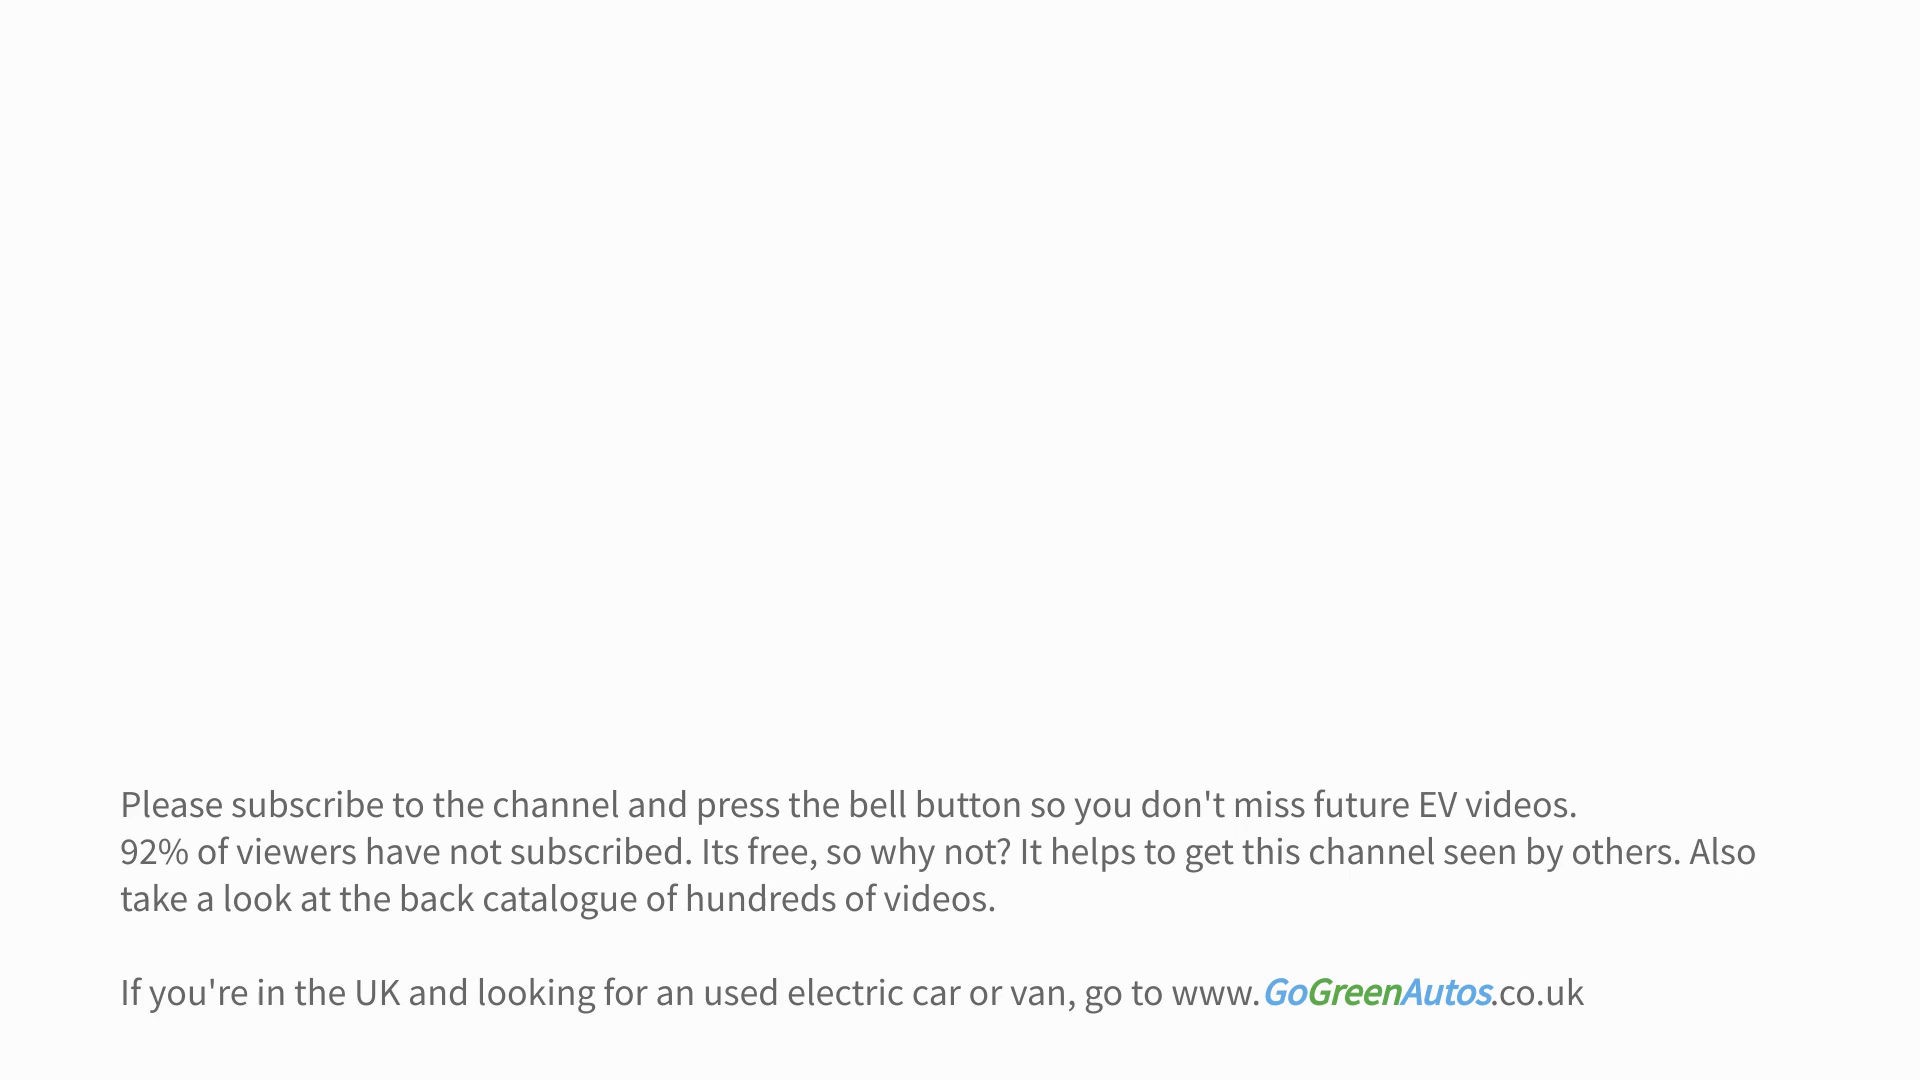 Please subscribe to the channel and press the bell button so you don't miss future EV videos.
92% of viewers have not subscribed. Its free, so why not? It helps to get this channel seen by others. Also
take a look at the back catalogue of hundreds of videos.
If you're in the UK and looking for an used electric car or van, go to www.GoGreenAutos.co.uk